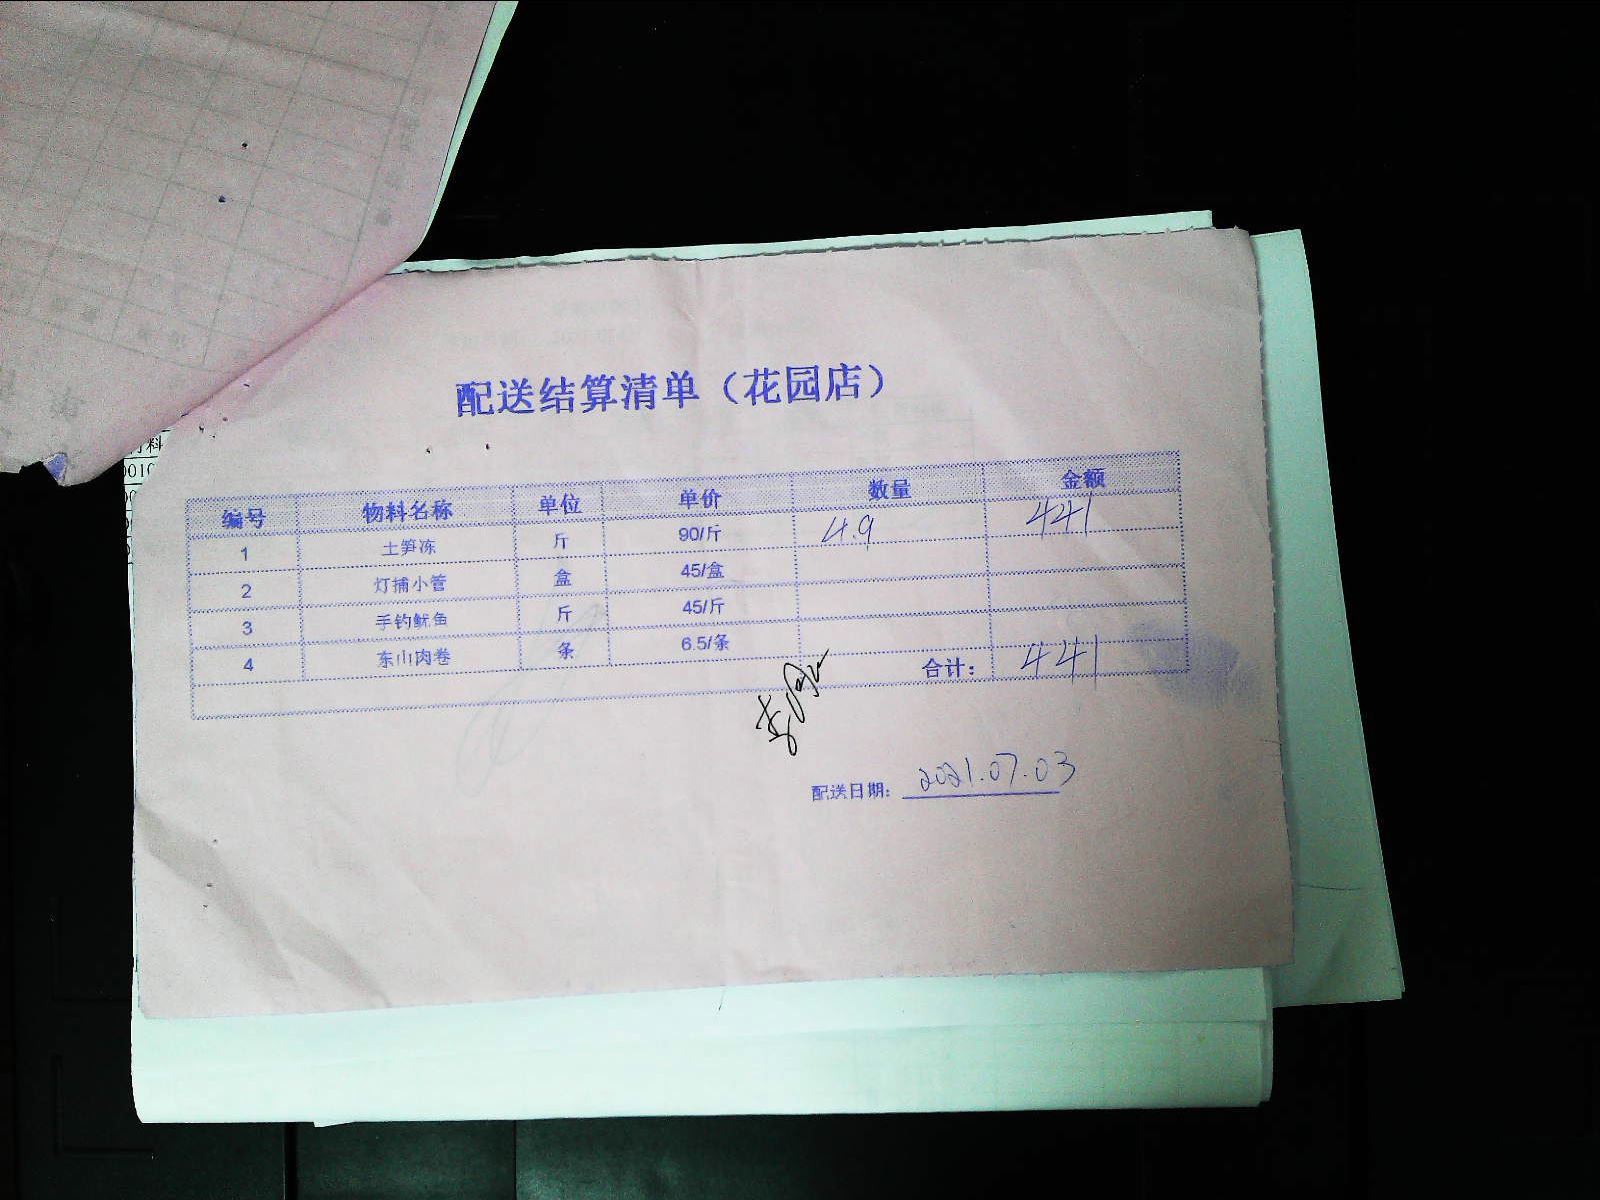 配送结算清单（花园店）
编号 物料名称 单位 单价 数量 金额
1 土笋冻 斤 90/斤 4.9 441
2 灯捕小管 盒 45/盒
3 手钓鱿鱼 斤 45/斤
4 东山肉卷 条 6.5/条
合计： 441
配送日期： 2021.07.03